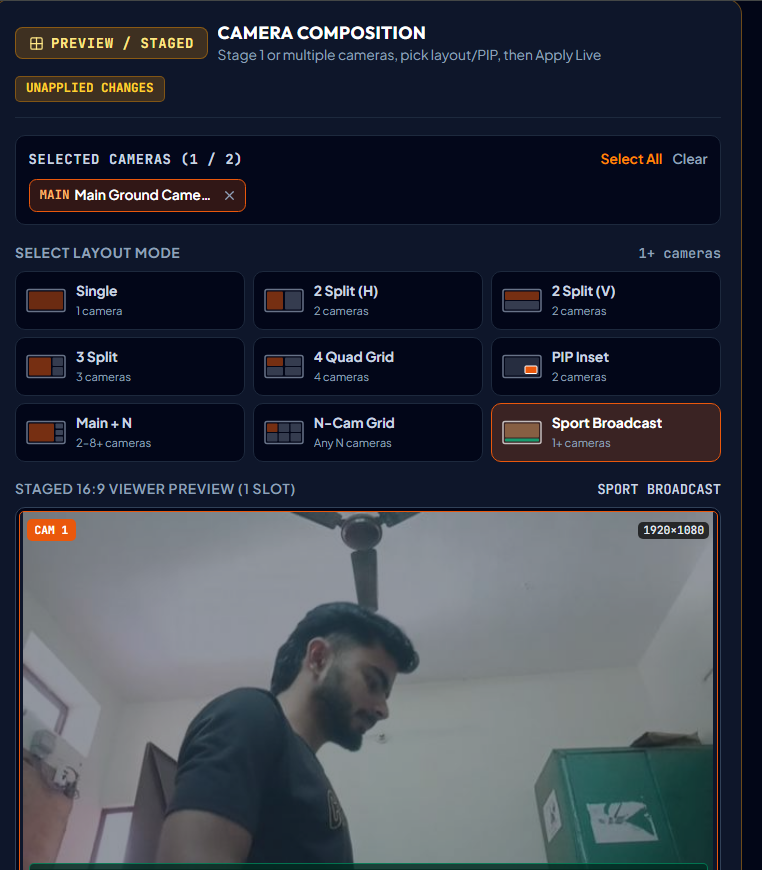 PREVIEW / STAGED
CAMERA COMPOSITION
Stage 1 or multiple cameras, pick layout/PIP, then Apply Live
UNAPPLIED CHANGES
SELECTED CAMERAS (1 / 2)
Select All
Clear
MAIN Main Ground Came... ×
SELECT LAYOUT MODE
1+ cameras
Single
1 camera
2 Split (H)
2 cameras
2 Split (V)
2 cameras
3 Split
3 cameras
4 Quad Grid
4 cameras
PIP Inset
2 cameras
Main + N
2-8+ cameras
N-Cam Grid
Any N cameras
Sport Broadcast
1+ cameras
STAGED 16:9 VIEWER PREVIEW (1 SLOT)
SPORT BROADCAST
CAM 1
1920×1080